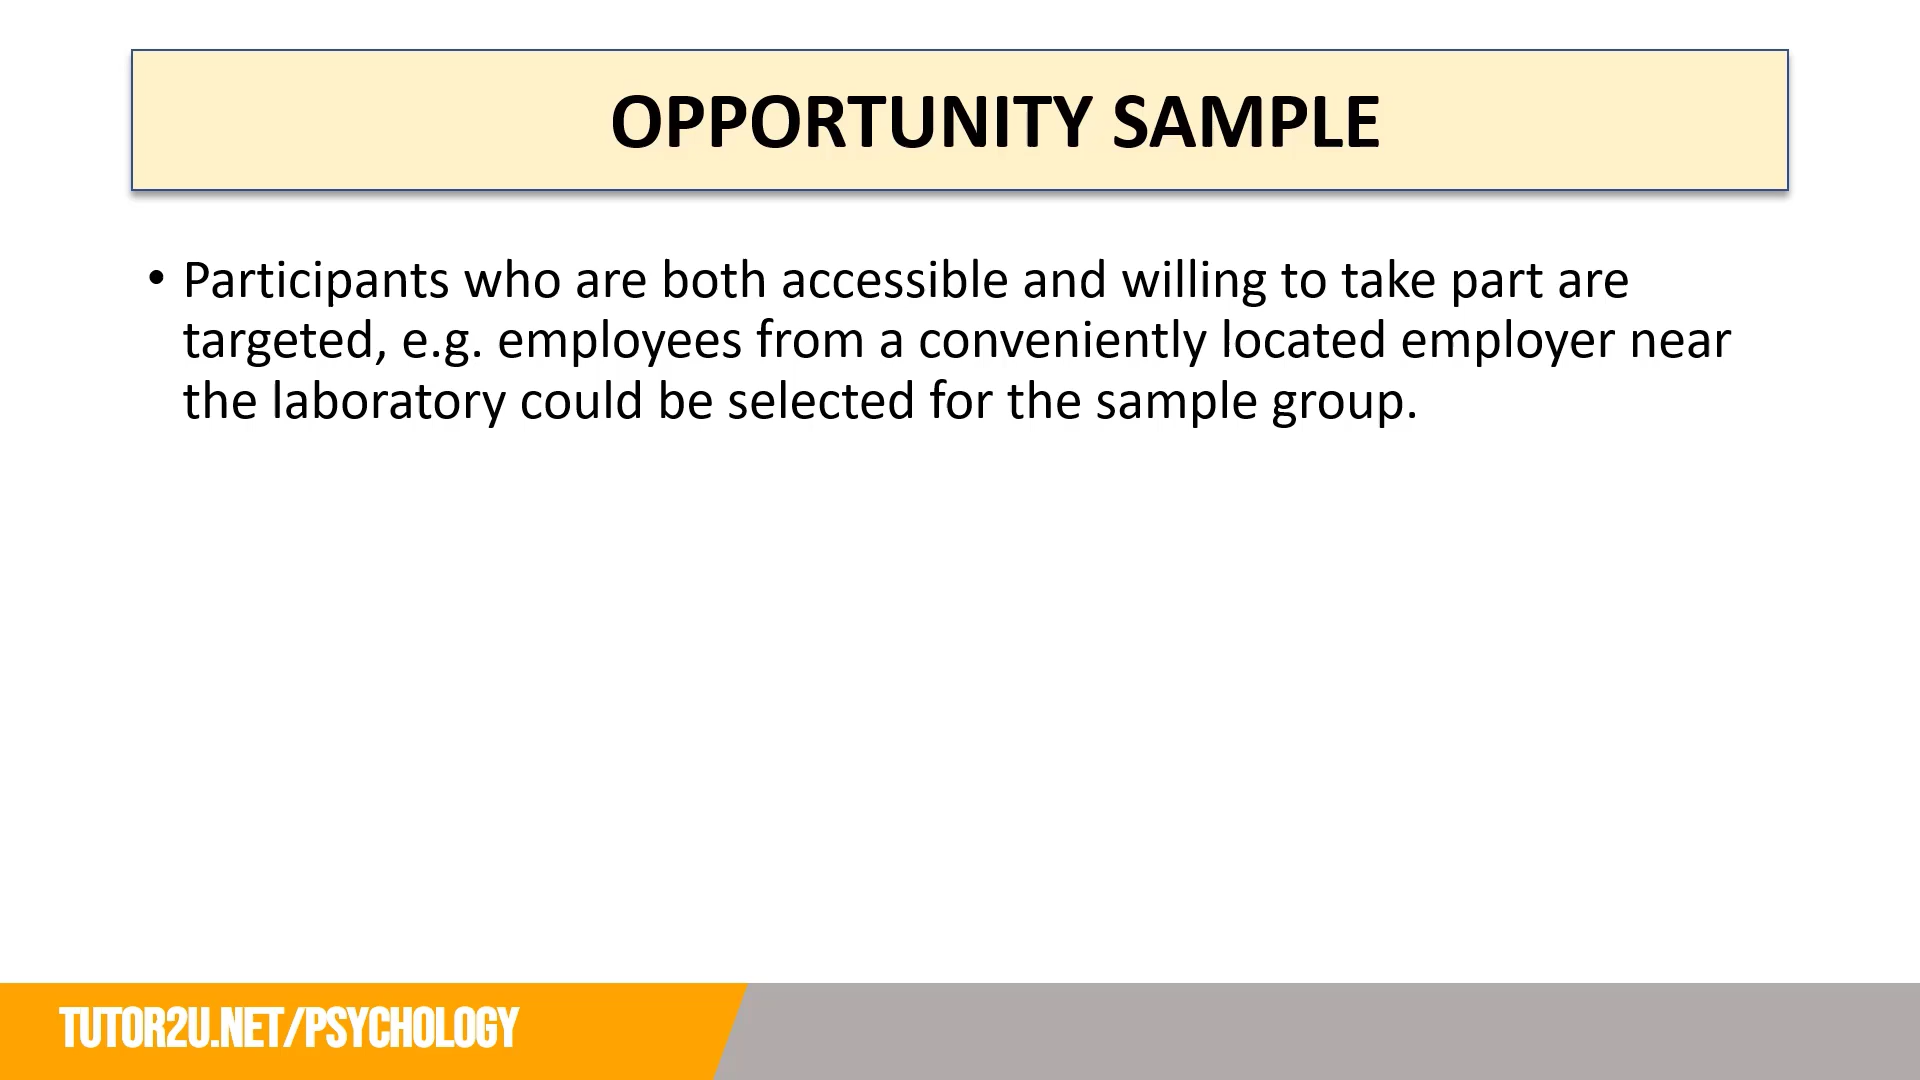 OPPORTUNITY SAMPLE
• Participants who are both accessible and willing to take part are
targeted, e.g. employees from a conveniently located employer near
the laboratory could be selected for the sample group.
TUTOR2U.NET/PSYCHOLOGY